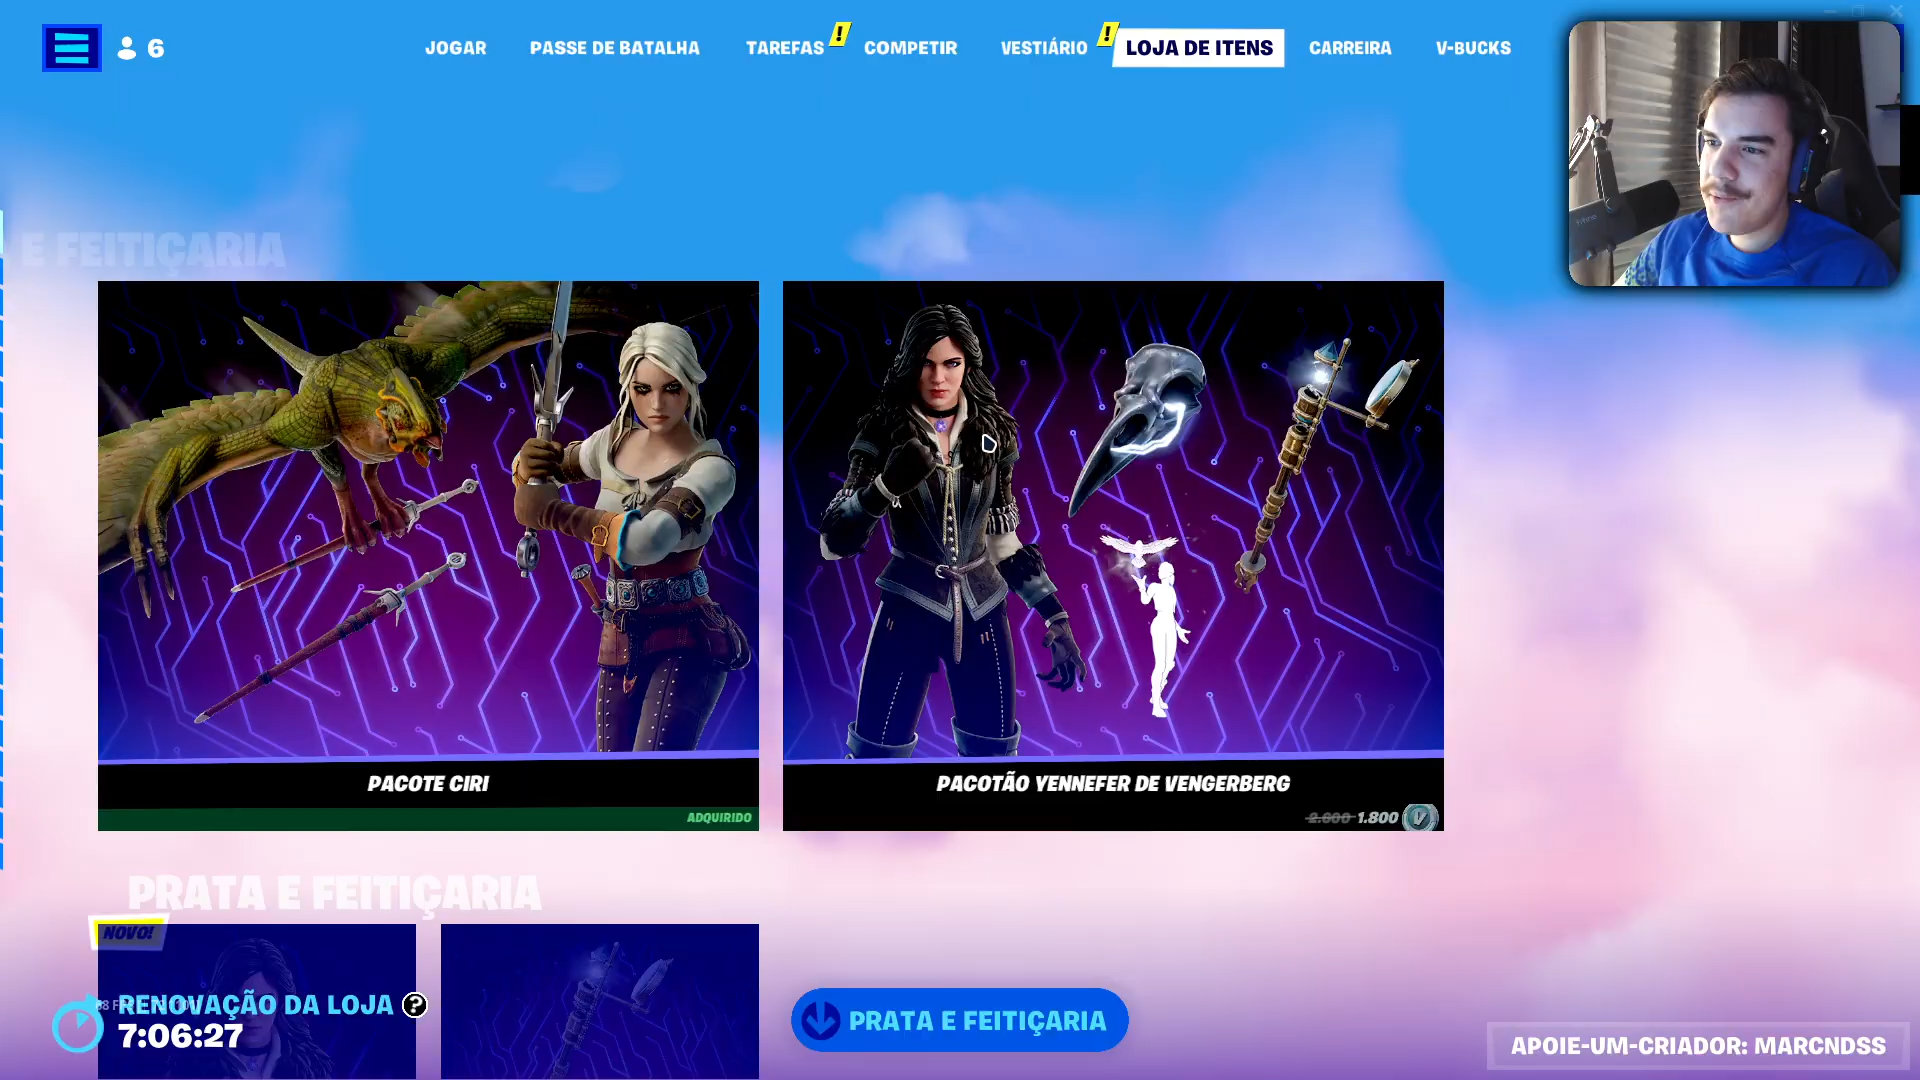 6
JOGAR
PASSE DE BATALHA
TAREFAS
!
COMPETIR
VESTIÁRIO
!
LOJA DE ITENS
CARREIRA
V-BUCKS
E FEITIÇARIA
PACOTE CIRI
ADQUIRIDO
PACOTÃO YENNEFER DE VENGERBERG
2.600 1.800
PRATA E FEITIÇARIA
NOVO!
RENOVAÇÃO DA LOJA ?
7:06:27
PRATA E FEITIÇARIA
APOIE-UM-CRIADOR: MARCNDSS